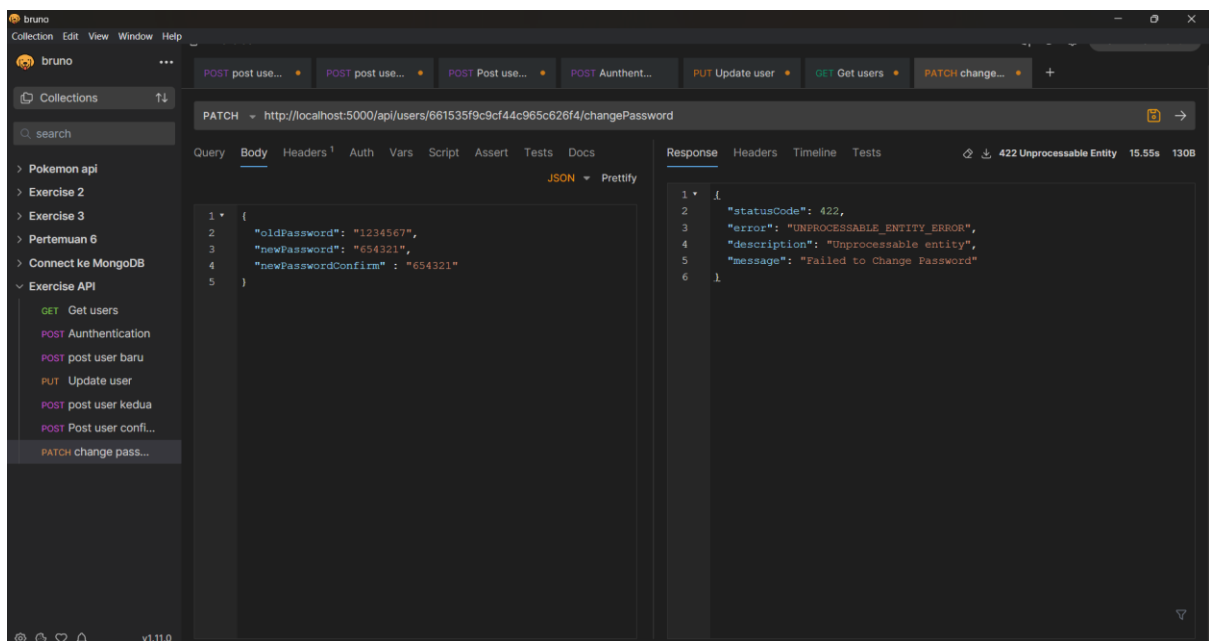 bruno
Collection Edit View Window Help
bruno
POST post use...
POST post use...
POST Post use...
POST Aunthent...
PUT Update user
GET Get users
PATCH change...
Collections
search
Pokemon api
Exercise 2
Exercise 3
Pertemuan 6
Connect ke MongoDB
Exercise API
GET Get users
POST Aunthentication
POST post user baru
PUT Update user
POST post user kedua
POST Post user confi...
PATCH change pass...
v1.11.0
PATCH http://localhost:5000/api/users/661535f9c9cf44c965c626f4/changePassword
Query Body Headers 1 Auth Vars Script Assert Tests Docs
JSON Prettify
1 {
2 "oldPassword": "1234567",
3 "newPassword": "654321",
4 "newPasswordConfirm" : "654321"
5 }
Response Headers Timeline Tests 422 Unprocessable Entity 15.55s 130B
1 {
2 "statusCode": 422,
3 "error": "UNPROCESSABLE_ENTITY_ERROR",
4 "description": "Unprocessable entity",
5 "message": "Failed to Change Password"
6 }